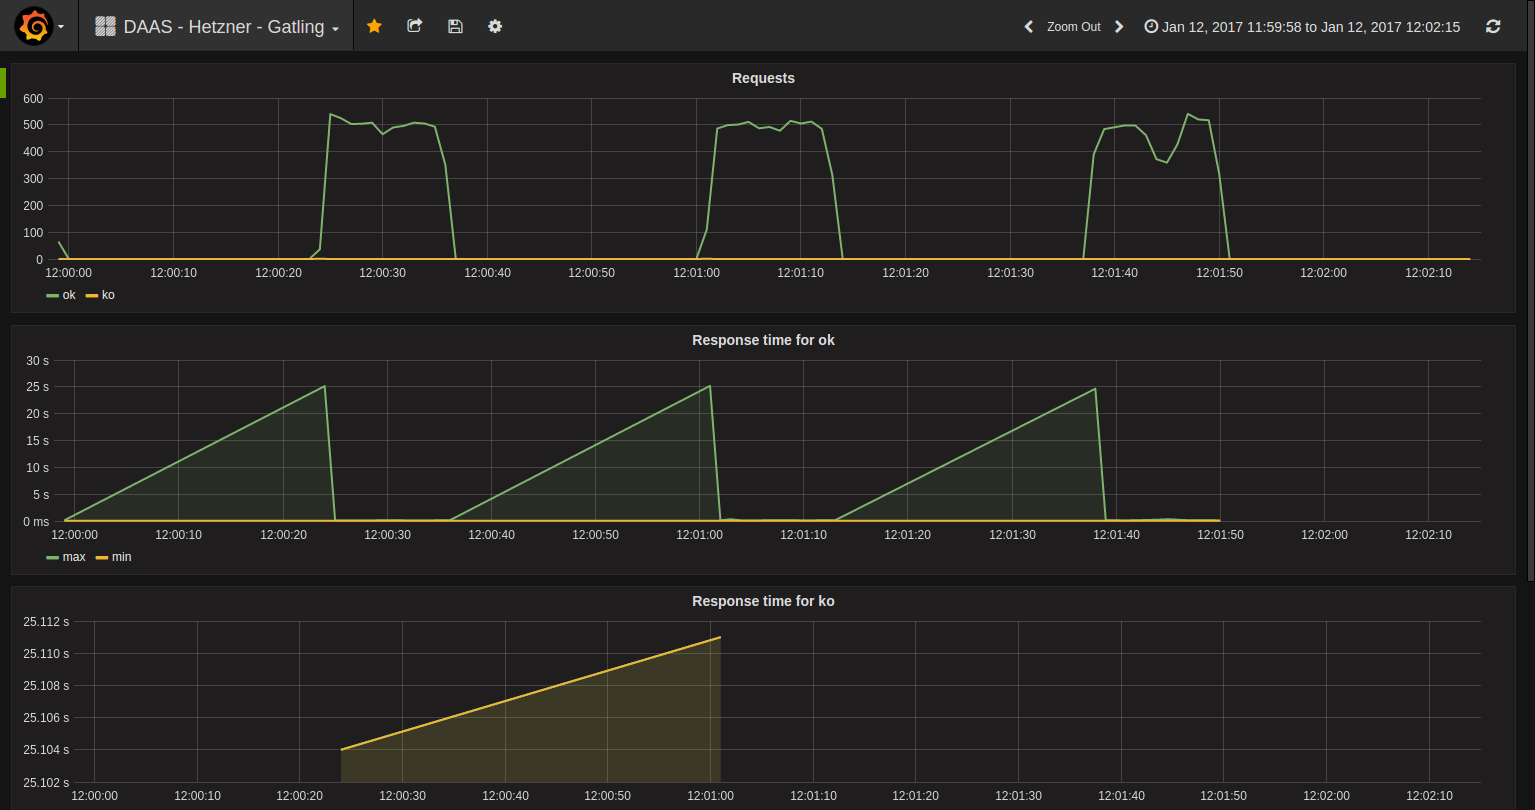 DAAS - Hetzner - Gatling
Zoom Out
Jan 12, 2017 11:59:58 to Jan 12, 2017 12:02:15
Requests
600
500
400
300
200
100
0
12:00:00 12:00:10 12:00:20 12:00:30 12:00:40 12:00:50 12:01:00 12:01:10 12:01:20 12:01:30 12:01:40 12:01:50 12:02:00 12:02:10
ok ko
Response time for ok
30 s
25 s
20 s
15 s
10 s
5 s
0 ms
12:00:00 12:00:10 12:00:20 12:00:30 12:00:40 12:00:50 12:01:00 12:01:10 12:01:20 12:01:30 12:01:40 12:01:50 12:02:00 12:02:10
max min
Response time for ko
25.112 s
25.110 s
25.108 s
25.106 s
25.104 s
25.102 s
12:00:00 12:00:10 12:00:20 12:00:30 12:00:40 12:00:50 12:01:00 12:01:10 12:01:20 12:01:30 12:01:40 12:01:50 12:02:00 12:02:10